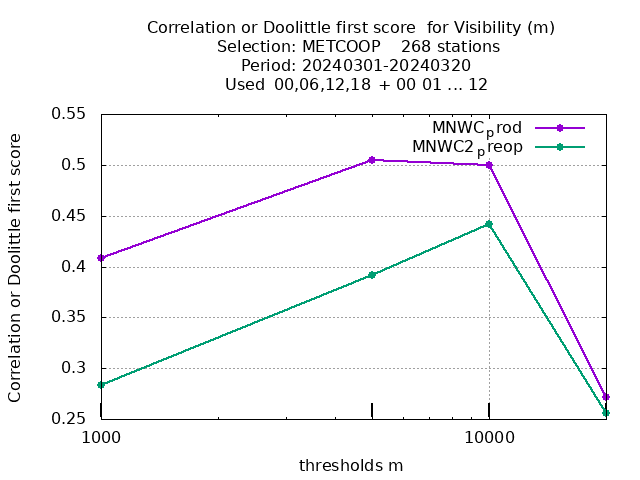 Correlation or Doolittle first score  for Visibility (m)
Selection: METCOOP    268 stations
Period: 20240301-20240320
Used  00,06,12,18  + 00 01 ... 12
Correlation or Doolittle first score
0.55
0.5
0.45
0.4
0.35
0.3
0.25
MNWCprod
MNWC2preop
1000
10000
thresholds m